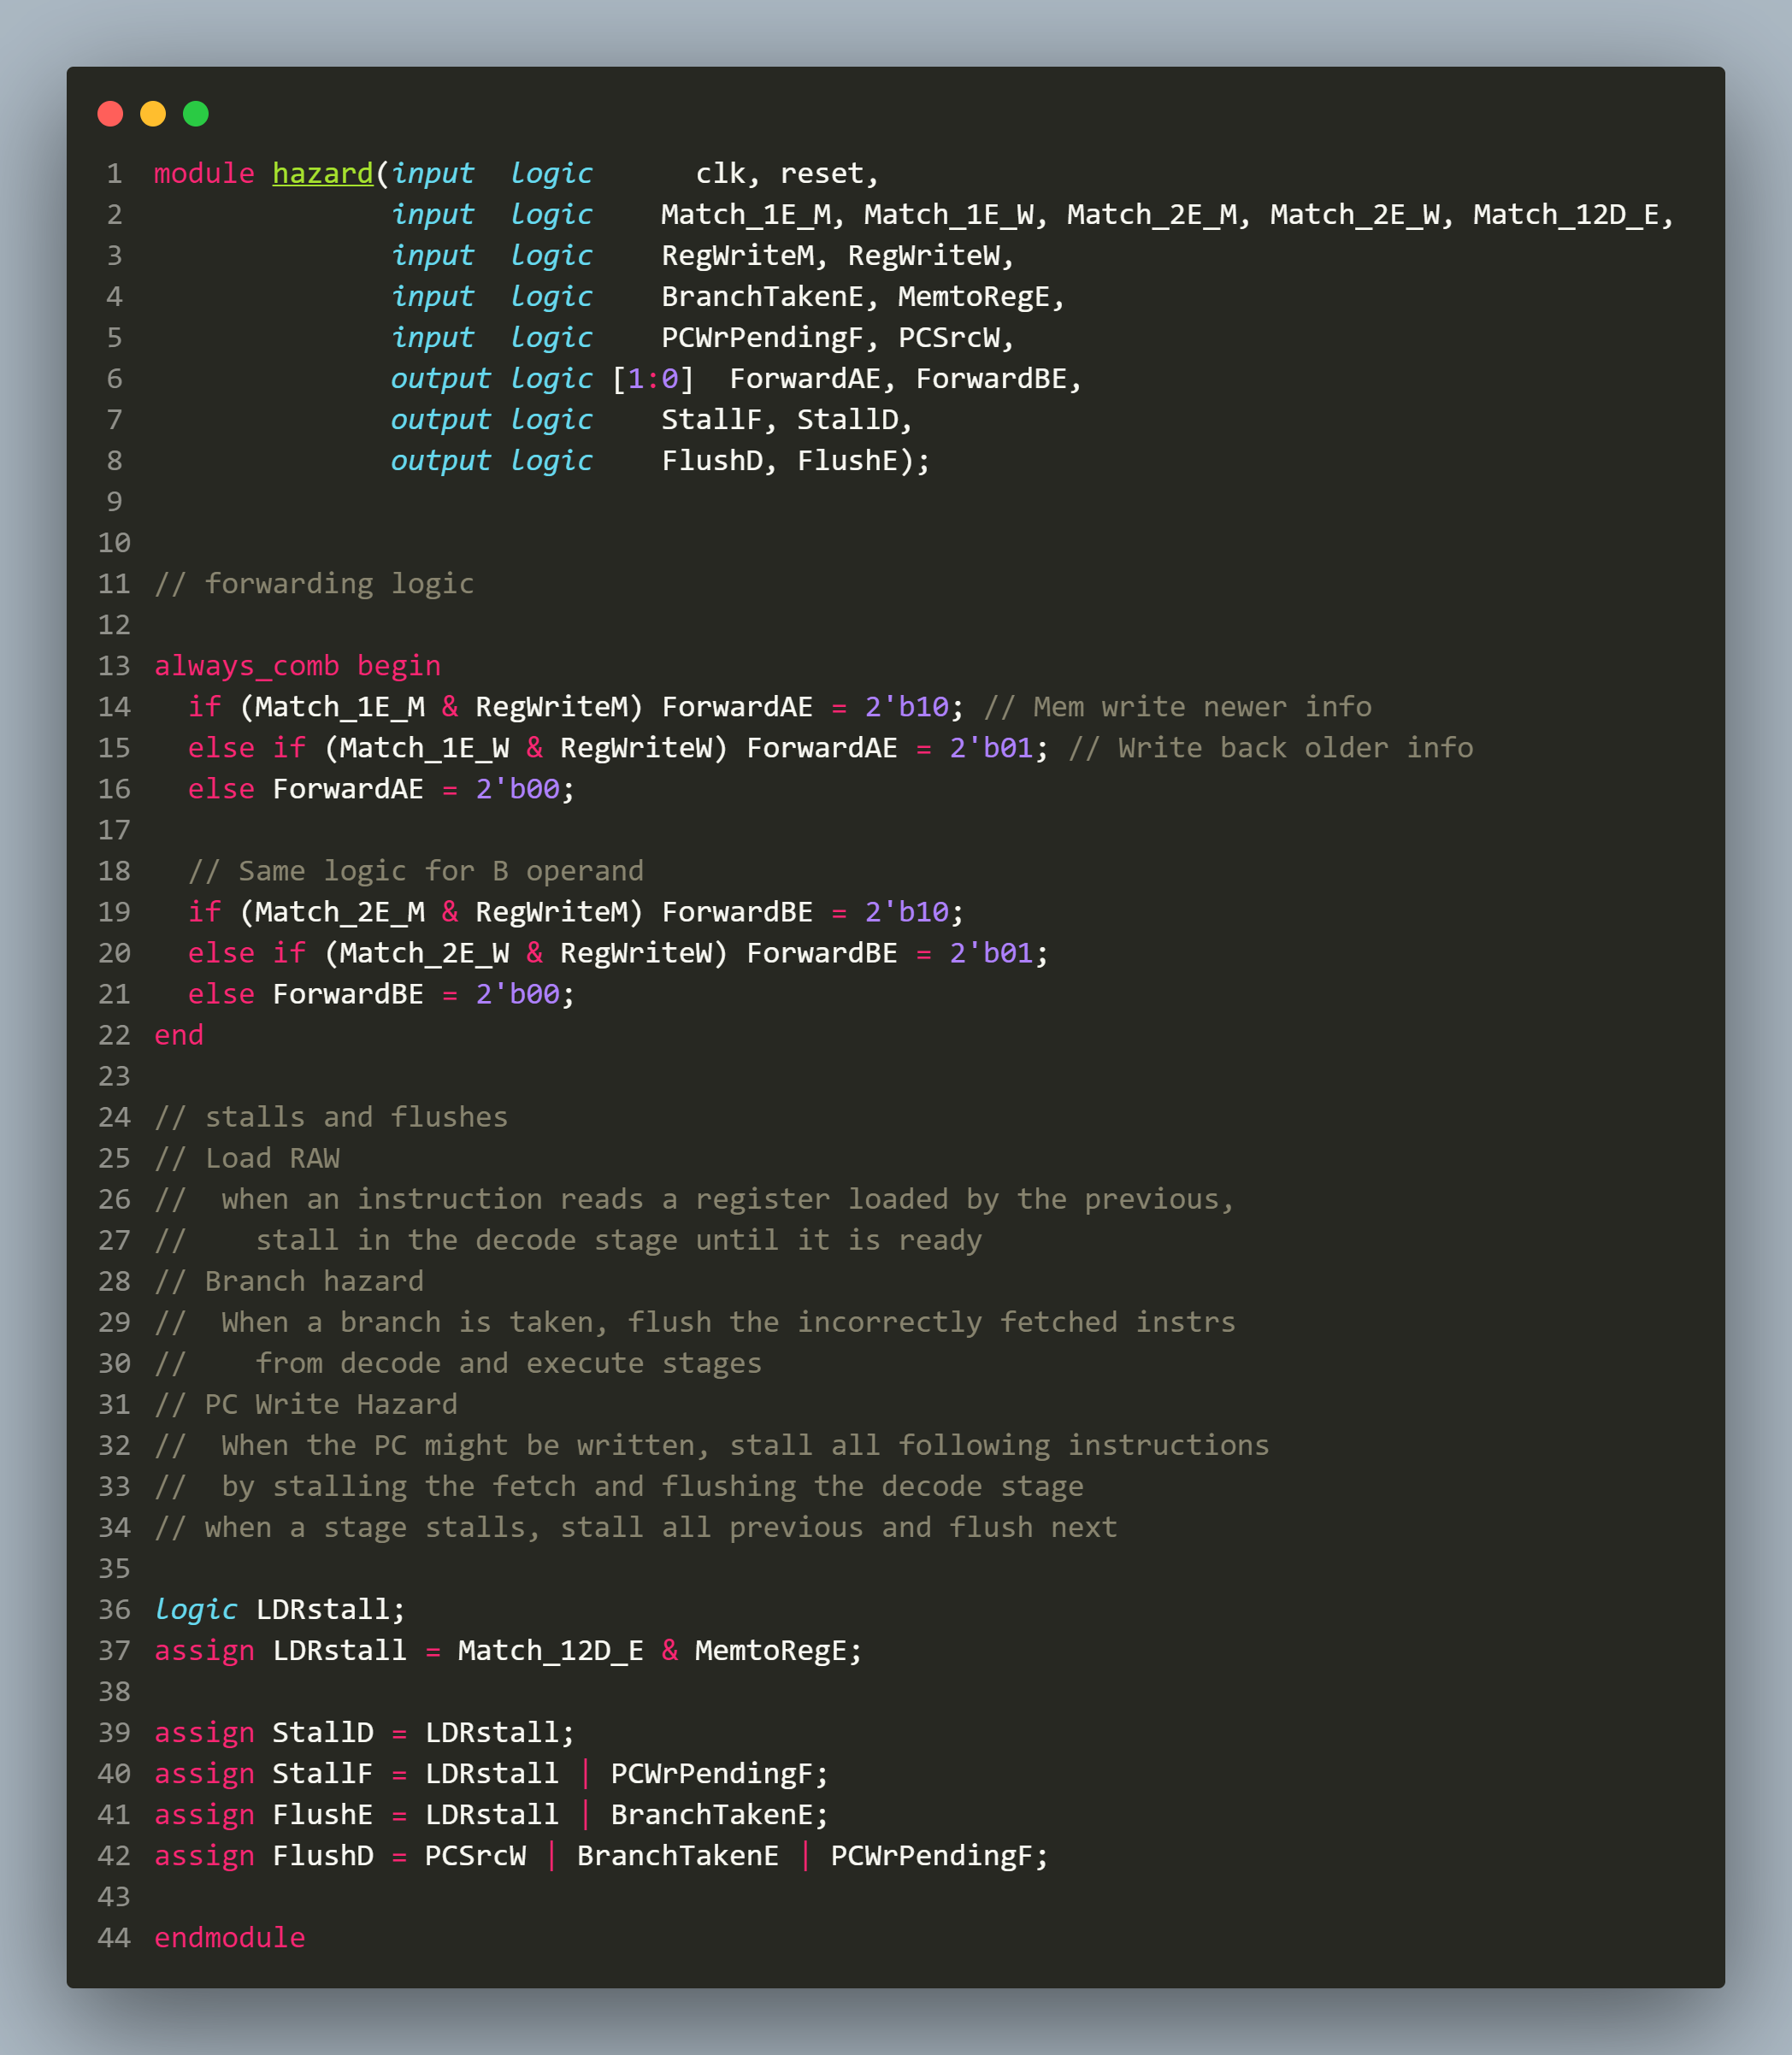 1 module hazard(input  logic      clk, reset,
2               input  logic    Match_1E_M, Match_1E_W, Match_2E_M, Match_2E_W, Match_12D_E,
3               input  logic    RegWriteM, RegWriteW,
4               input  logic    BranchTakenE, MemtoRegE,
5               input  logic    PCWrPendingF, PCSrcW,
6               output logic [1:0]  ForwardAE, ForwardBE,
7               output logic    StallF, StallD,
8               output logic    FlushD, FlushE);
9
10
11 // forwarding logic
12
13 always_comb begin
14   if (Match_1E_M & RegWriteM) ForwardAE = 2'b10; // Mem write newer info
15   else if (Match_1E_W & RegWriteW) ForwardAE = 2'b01; // Write back older info
16   else ForwardAE = 2'b00;
17
18   // Same logic for B operand
19   if (Match_2E_M & RegWriteM) ForwardBE = 2'b10;
20   else if (Match_2E_W & RegWriteW) ForwardBE = 2'b01;
21   else ForwardBE = 2'b00;
22 end
23
24 // stalls and flushes
25 // Load RAW
26 //  when an instruction reads a register loaded by the previous,
27 //    stall in the decode stage until it is ready
28 // Branch hazard
29 //  When a branch is taken, flush the incorrectly fetched instrs
30 //    from decode and execute stages
31 // PC Write Hazard
32 //  When the PC might be written, stall all following instructions
33 //  by stalling the fetch and flushing the decode stage
34 // when a stage stalls, stall all previous and flush next
35
36 logic LDRstall;
37 assign LDRstall = Match_12D_E & MemtoRegE;
38
39 assign StallD = LDRstall;
40 assign StallF = LDRstall | PCWrPendingF;
41 assign FlushE = LDRstall | BranchTakenE;
42 assign FlushD = PCSrcW | BranchTakenE | PCWrPendingF;
43
44 endmodule